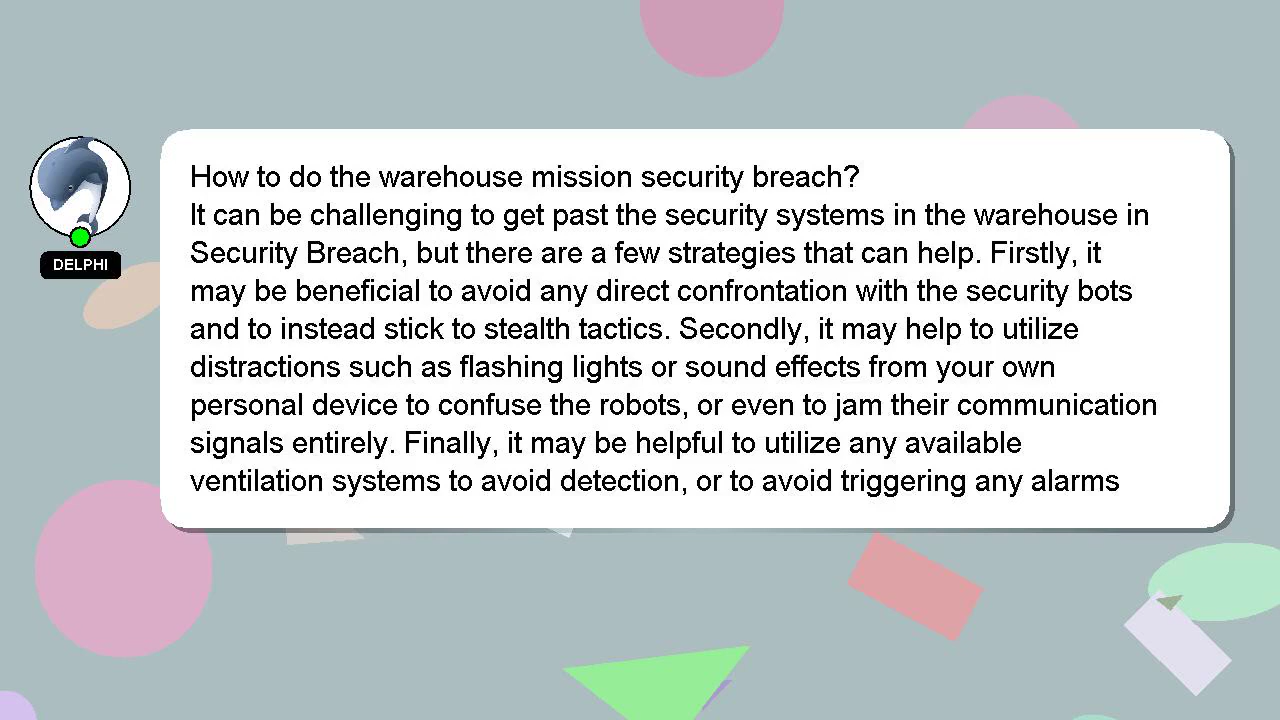 How to do the warehouse mission security breach?
It can be challenging to get past the security systems in the warehouse in
Security Breach, but there are a few strategies that can help. Firstly, it
may be beneficial to avoid any direct confrontation with the security bots
and to instead stick to stealth tactics. Secondly, it may help to utilize
distractions such as flashing lights or sound effects from your own
personal device to confuse the robots, or even to jam their communication
signals entirely. Finally, it may be helpful to utilize any available
ventilation systems to avoid detection, or to avoid triggering any alarms
DELPHI